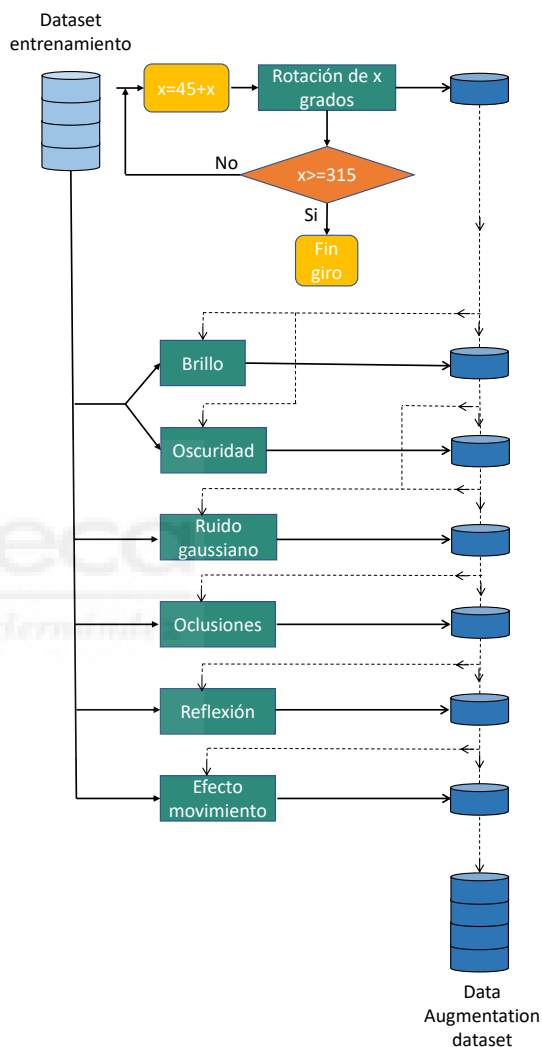 Dataset
entrenamiento
x=45+x
Rotación de x
grados
No
x>=315
Si
Fin
giro
Brillo
Oscuridad
Ruido
gaussiano
Oclusiones
Reflexión
Efecto
movimiento
Data
Augmentation
dataset